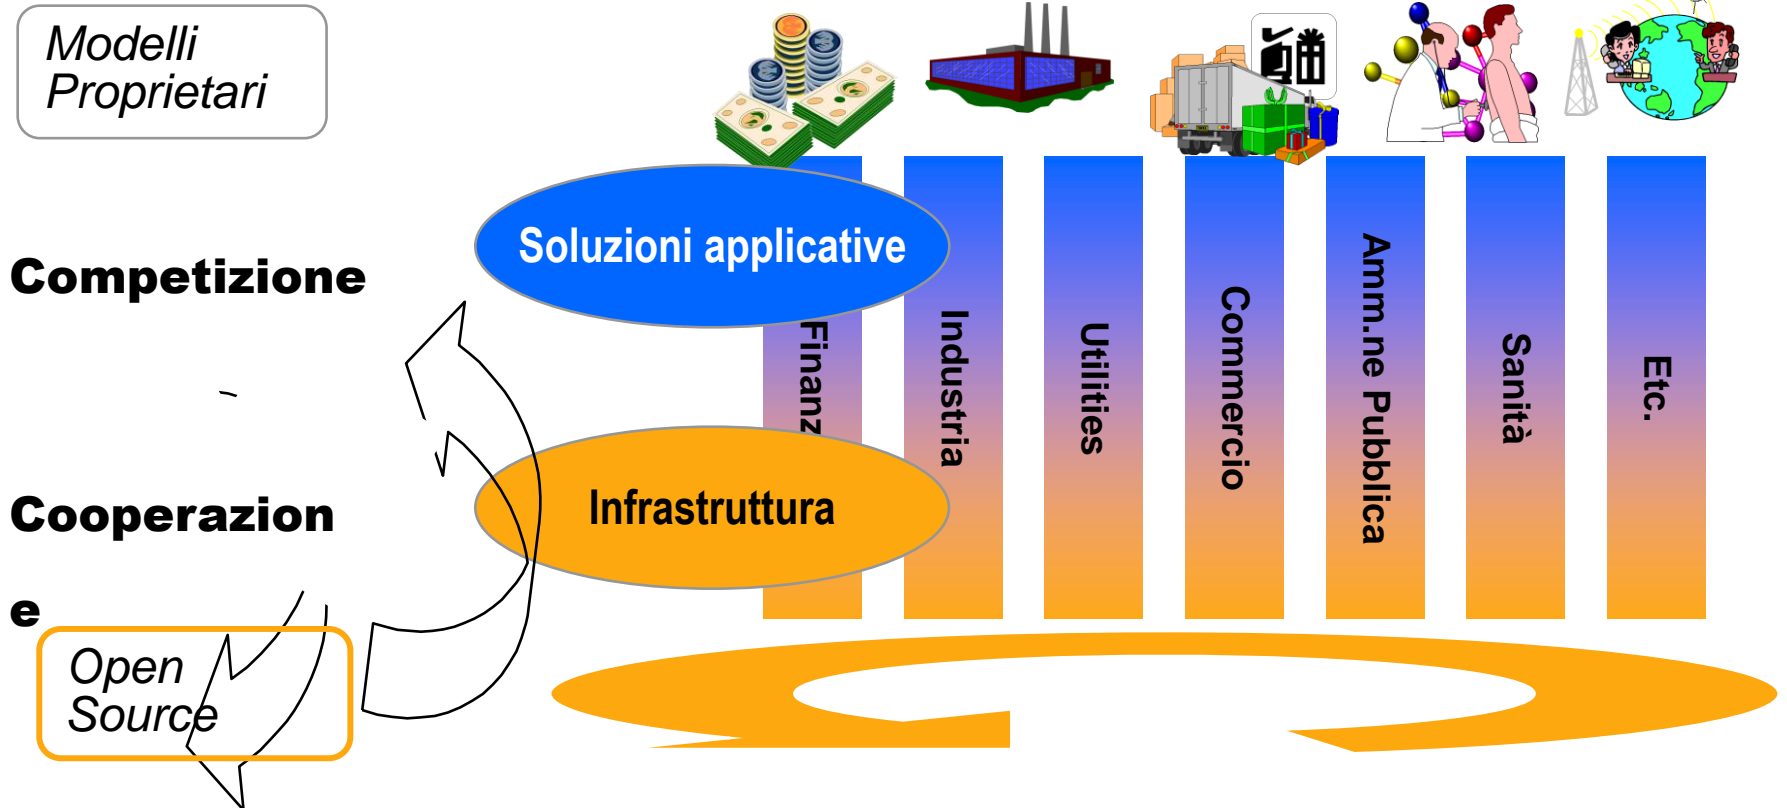 Modelli
Proprietari
Competizione
Cooperazion
e
Open
Source
Soluzioni applicative
Infrastruttura
Finanz
Industria
Utilities
Commercio
Amm.ne Pubblica
Sanità
Etc.